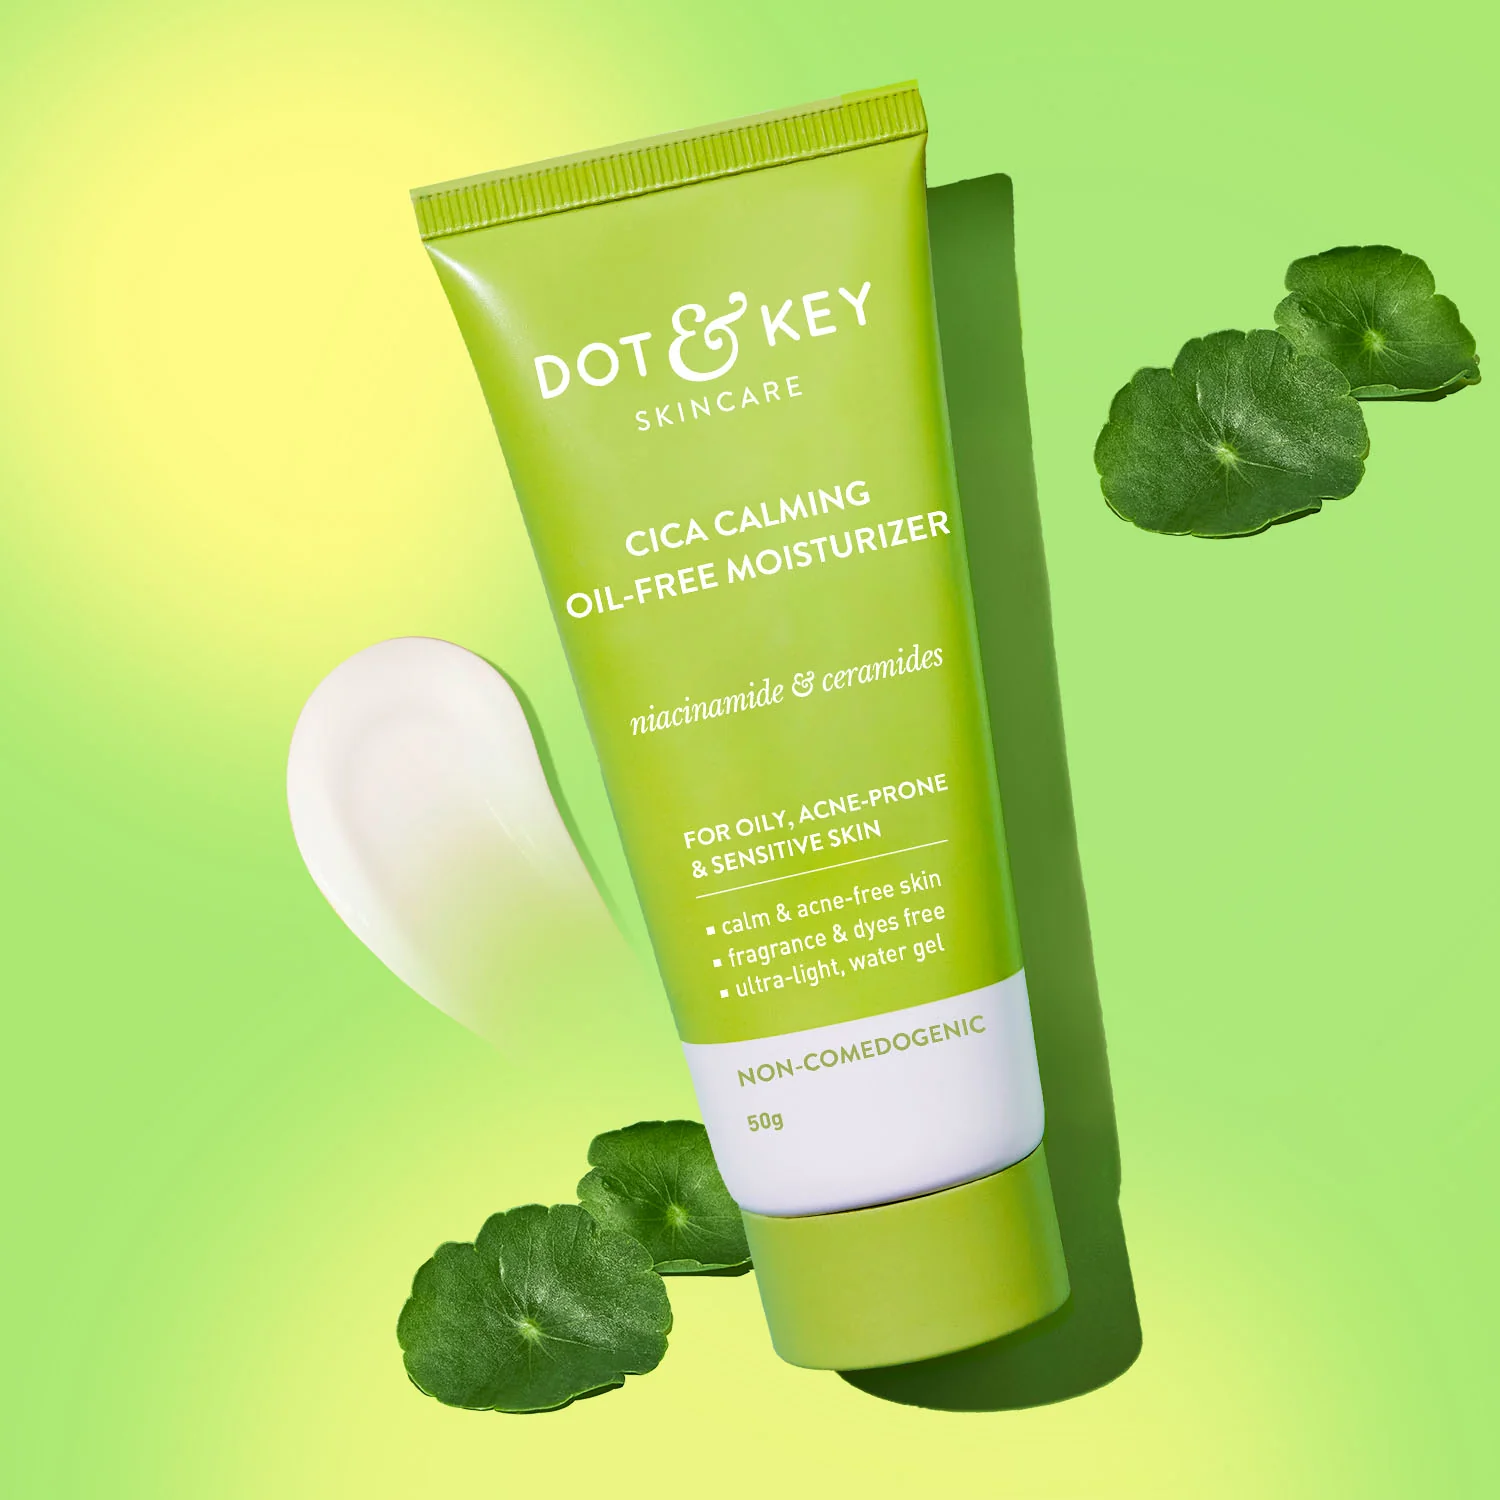 DOT & KEY
SKINCARE
CICA CALMING
OIL-FREE MOISTURIZER
niacinamide & ceramides
FOR OILY, ACNE-PRONE
& SENSITIVE SKIN
▪ calm & acne-free skin
▪ fragrance & dyes free
▪ ultra-light, water gel
NON-COMEDOGENIC
50g